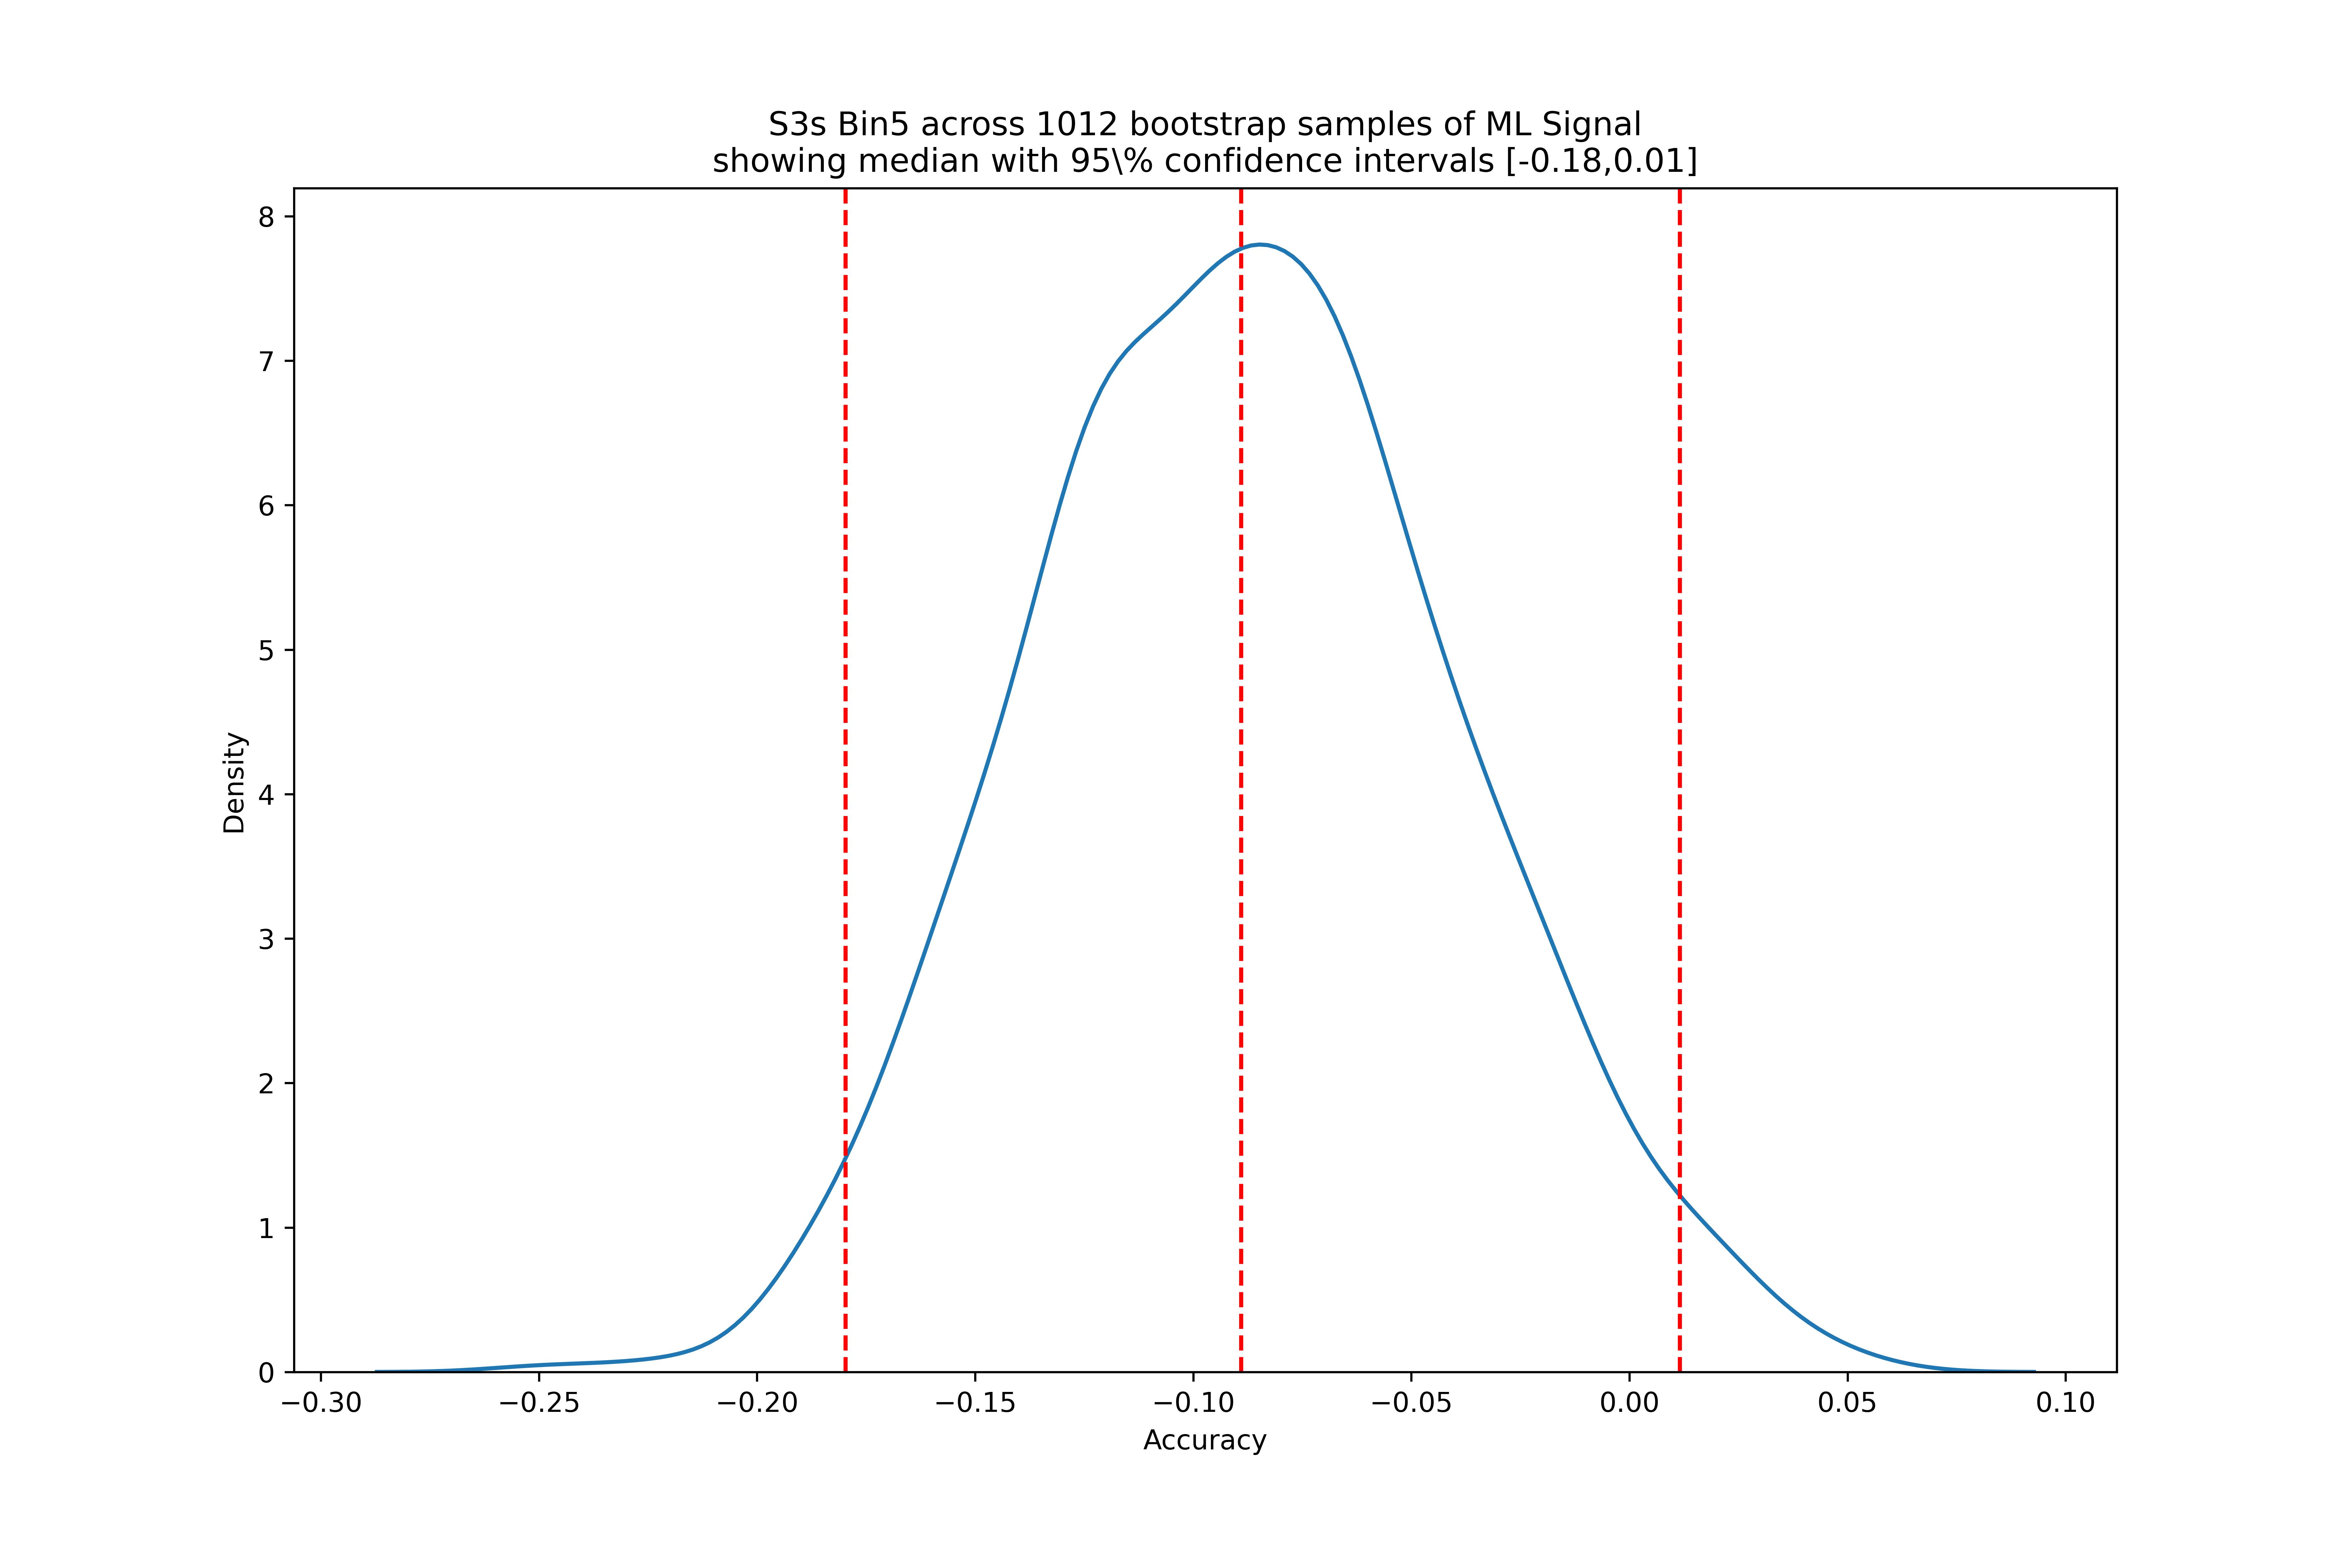 S3s Bin5 across 1012 bootstrap samples of ML Signal
showing median with 95\% confidence intervals [-0.18,0.01]
8
7
6
5
4
3
2
1
0
Density
−0.30 −0.25 −0.20 −0.15 −0.10 −0.05 0.00 0.05 0.10
Accuracy